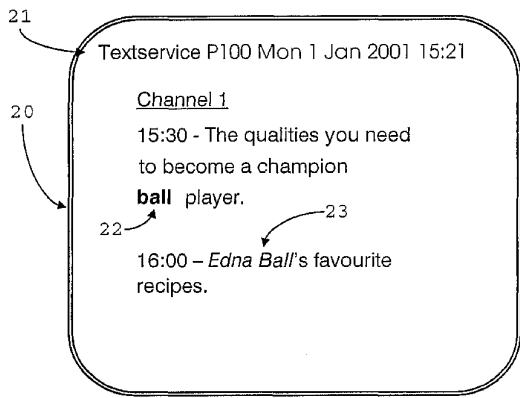 21
Textservice P100 Mon 1 Jan 2001 15:21
Channel 1
20
15:30 - The qualities you need
to become a champion
ball player.
22
23
16:00 – Edna Ball's favourite
recipes.